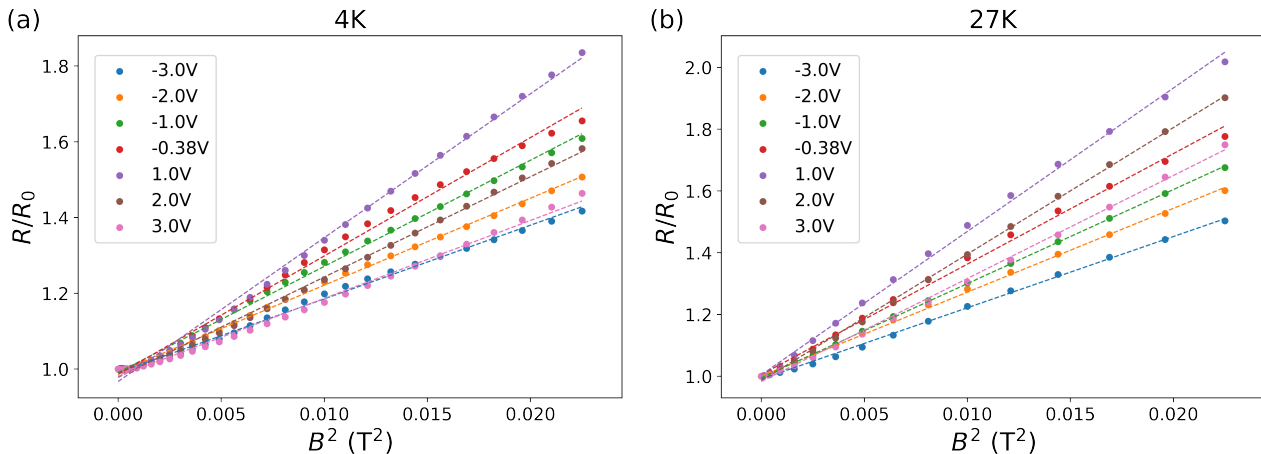 (a)
4K
R/R₀
1.8
1.6
1.4
1.2
1.0
-3.0V
-2.0V
-1.0V
-0.38V
1.0V
2.0V
3.0V
0.000 0.005 0.010 0.015 0.020
B² (T²)
(b)
27K
R/R₀
2.0
1.8
1.6
1.4
1.2
1.0
-3.0V
-2.0V
-1.0V
-0.38V
1.0V
2.0V
3.0V
0.000 0.005 0.010 0.015 0.020
B² (T²)